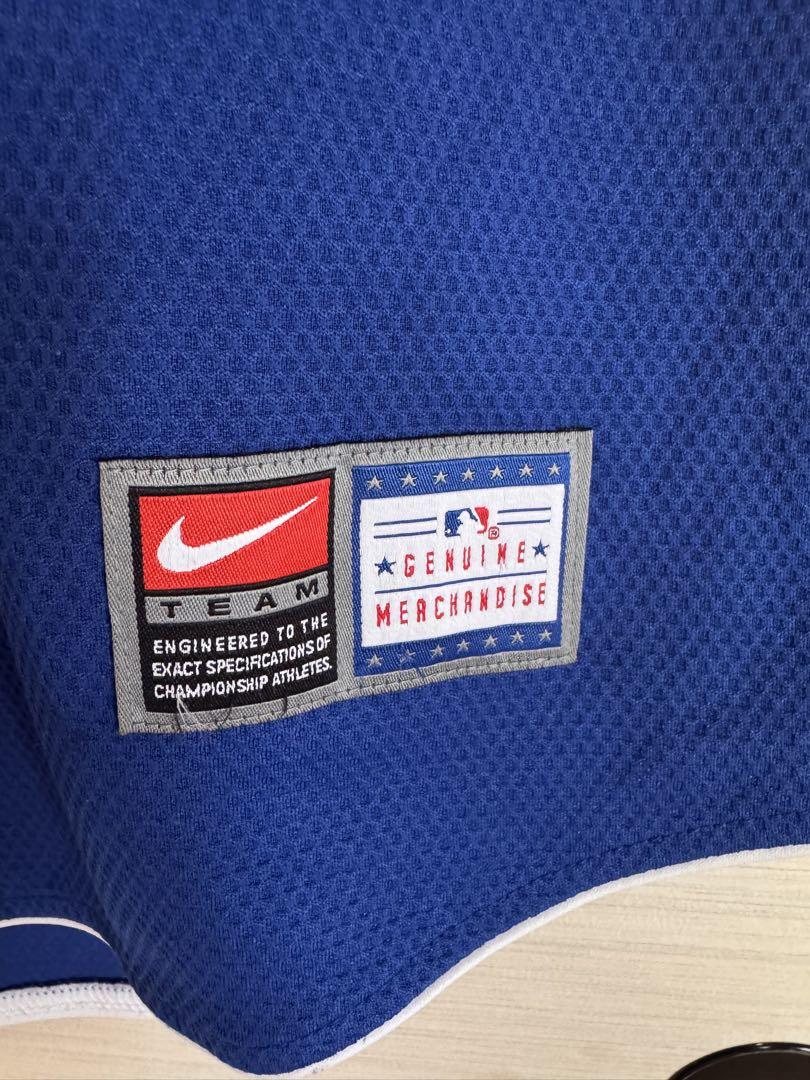 TEAM
ENGINEERED TO THE
EXACT SPECIFICATIONS OF
CHAMPIONSHIP ATHLETES.
®
GENUINE
MERCHANDISE